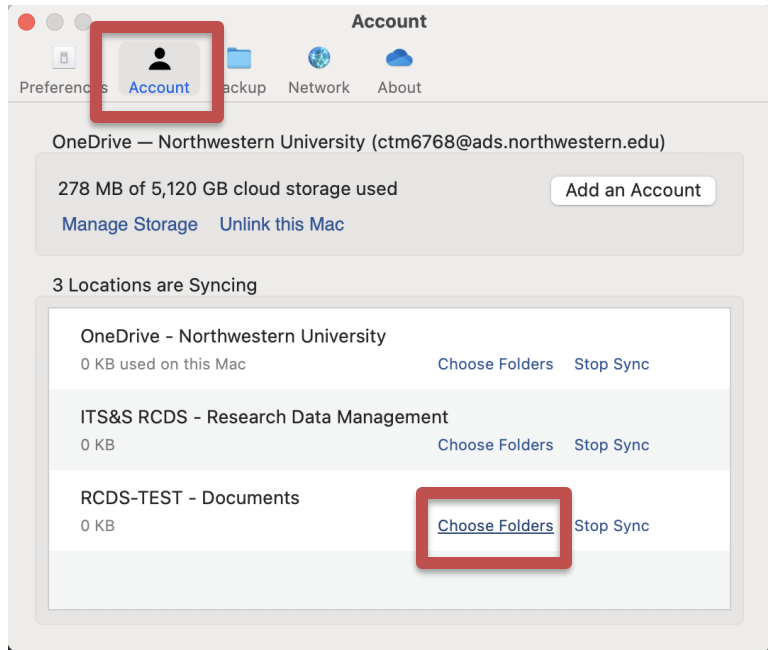 Account
Preferences Account ackup Network About
OneDrive — Northwestern University (ctm6768@ads.northwestern.edu)
278 MB of 5,120 GB cloud storage used
Add an Account
Manage Storage Unlink this Mac
3 Locations are Syncing
OneDrive - Northwestern University
0 KB used on this Mac Choose Folders Stop Sync
ITS&S RCDS - Research Data Management
0 KB Choose Folders Stop Sync
RCDS-TEST - Documents
0 KB Choose Folders Stop Sync